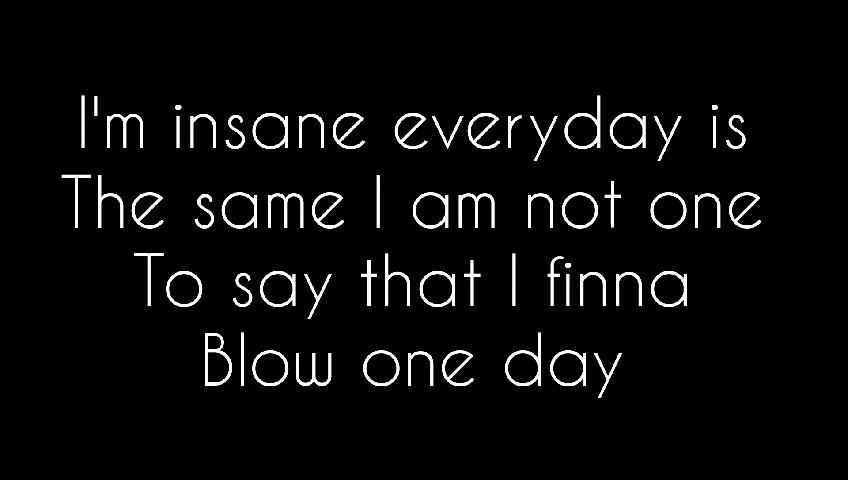 I'm insane everyday is
The same I am not one
To say that I finna
Blow one day